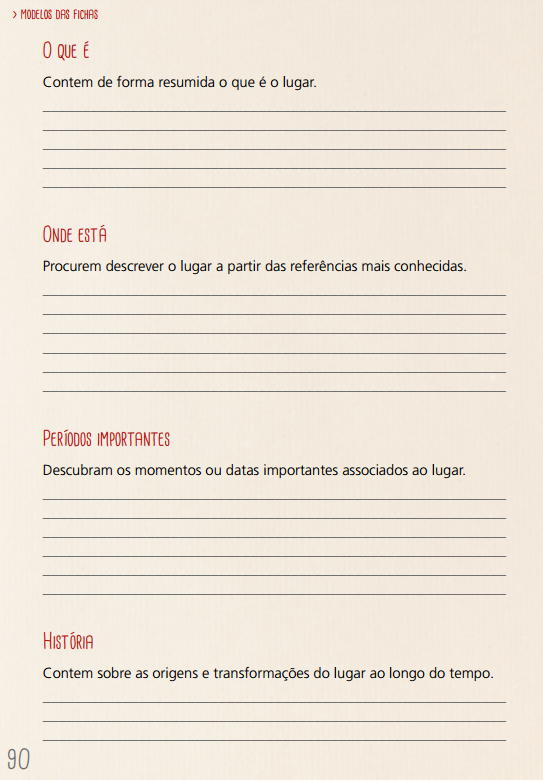 > Modelos das fichas
O que é
Contem de forma resumida o que é o lugar.
Onde está
Procurem descrever o lugar a partir das referências mais conhecidas.
Períodos importantes
Descubram os momentos ou datas importantes associados ao lugar.
História
Contem sobre as origens e transformações do lugar ao longo do tempo.
90